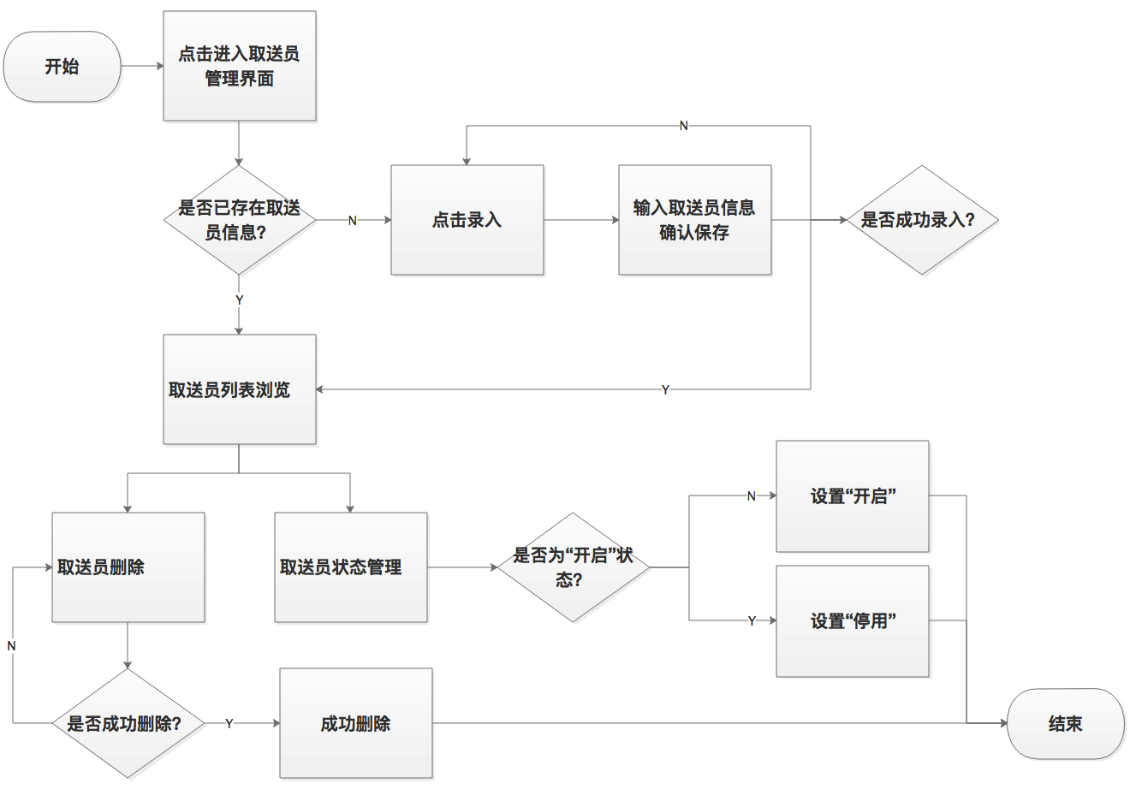 开始
点击进入取送员
管理界面
N
是否已存在取送
员信息?
N
点击录入
输入取送员信息
确认保存
是否成功录入?
Y
取送员列表浏览
Y
取送员删除
取送员状态管理
是否为“开启”状
态?
N
设置“开启”
Y
设置“停用”
N
是否成功删除?
Y
成功删除
结束